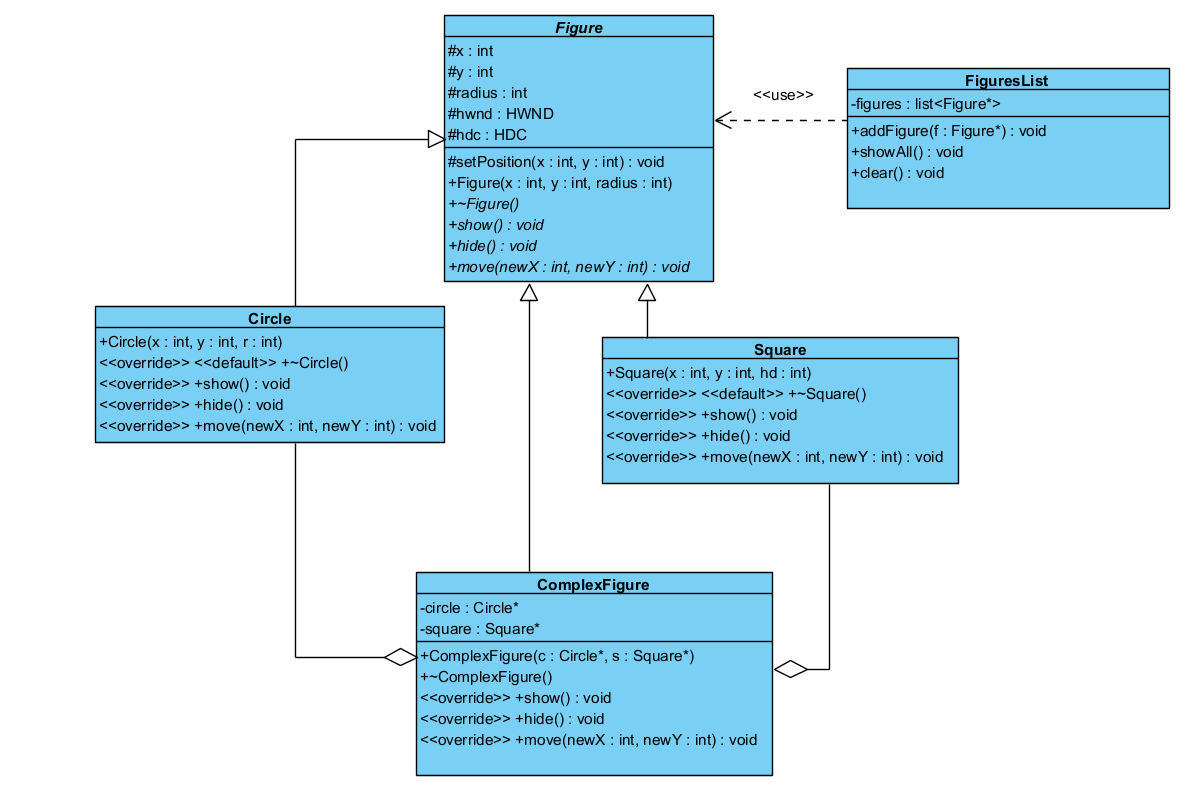 Figure
#x : int
#y : int
#radius : int
#hwnd : HWND
#hdc : HDC
#setPosition(x : int, y : int) : void
+Figure(x : int, y : int, radius : int)
+~Figure()
+show() : void
+hide() : void
+move(newX : int, newY : int) : void
<<use>>
FiguresList
-figures : list<Figure*>
+addFigure(f : Figure*) : void
+showAll() : void
+clear() : void
Circle
+Circle(x : int, y : int, r : int)
<<override>> <<default>> +~Circle()
<<override>> +show() : void
<<override>> +hide() : void
<<override>> +move(newX : int, newY : int) : void
Square
+Square(x : int, y : int, hd : int)
<<override>> <<default>> +~Square()
<<override>> +show() : void
<<override>> +hide() : void
<<override>> +move(newX : int, newY : int) : void
ComplexFigure
-circle : Circle*
-square : Square*
+ComplexFigure(c : Circle*, s : Square*)
+~ComplexFigure()
<<override>> +show() : void
<<override>> +hide() : void
<<override>> +move(newX : int, newY : int) : void